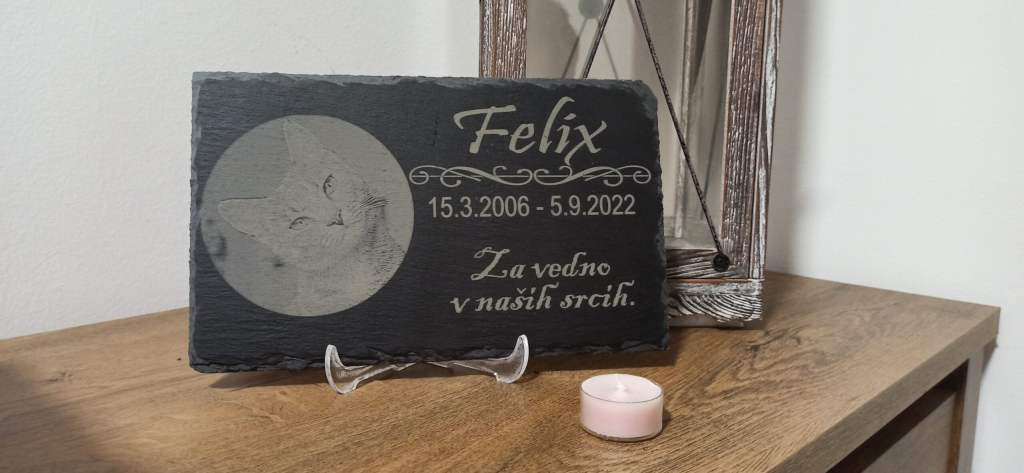 Felix
15.3.2006 - 5.9.2022
Za vedno
v naših srcih.